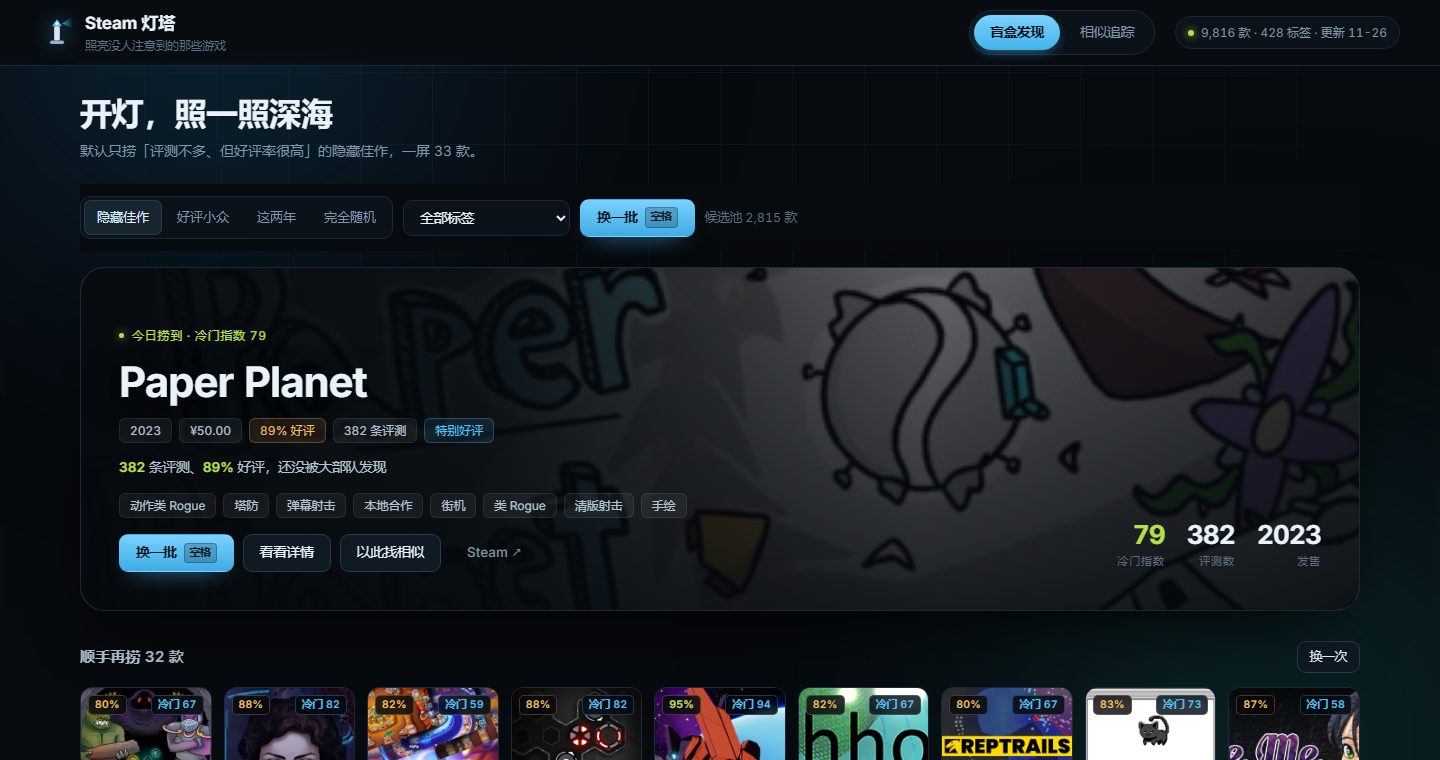 Steam 灯塔
照亮没人注意到的那些游戏
盲盒发现
相似追踪
9,816 款 · 428 标签 · 更新 11-26
开灯，照一照深海
默认只捞「评测不多、但好评率很高」的隐藏佳作，一屏 33 款。
隐藏佳作 好评小众 这两年 完全随机
全部标签
换一批 空格
候选池 2,815 款
Paper
今日捞到 · 冷门指数 79
Paper Planet
2023 ¥50.00 89% 好评 382 条评测 特别好评
382 条评测、89% 好评，还没被大部队发现
动作类 Rogue 塔防 弹幕射击 本地合作 街机 类 Rogue 清版射击 手绘
换一批 空格 看看详情 以此找相似 Steam ↗
79 382 2023
冷门指数 评测数 发售
顺手再捞 32 款
换一次
80% 冷门 67
88% 冷门 82
82% 冷门 59
88% 冷门 82
95% 冷门 94
82% 冷门 67
80% 冷门 67
83% 冷门 73
87% 冷门 58
hho
REPTRAILS
e Me